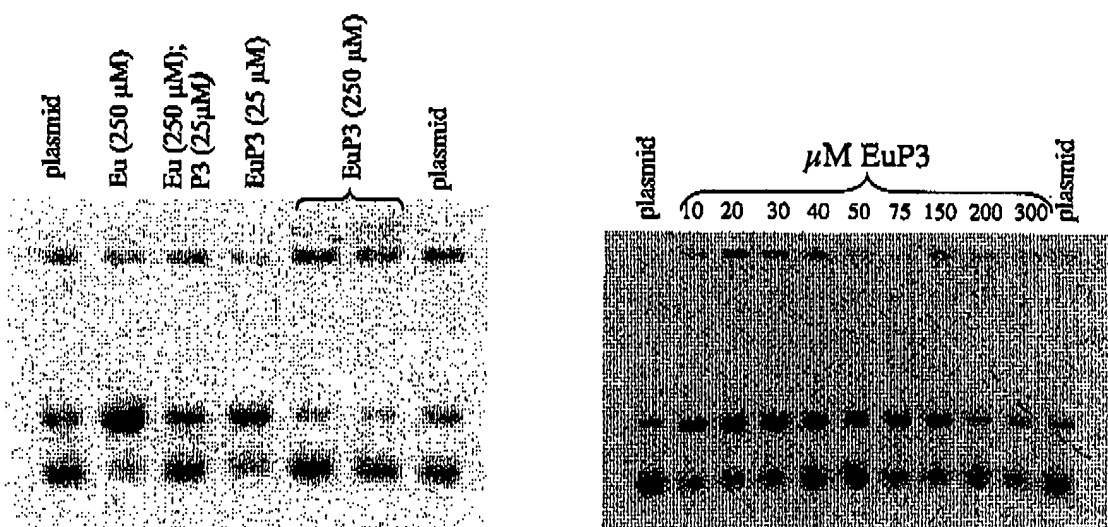 plasmid
Eu (250 μM)
Eu (250 μM);
P3 (25μM)
EuP3 (25 μM)
EuP3 (250 μM)
plasmid
μM EuP3
plasmid
10 20 30 40 50 75 150 200 300
plasmid